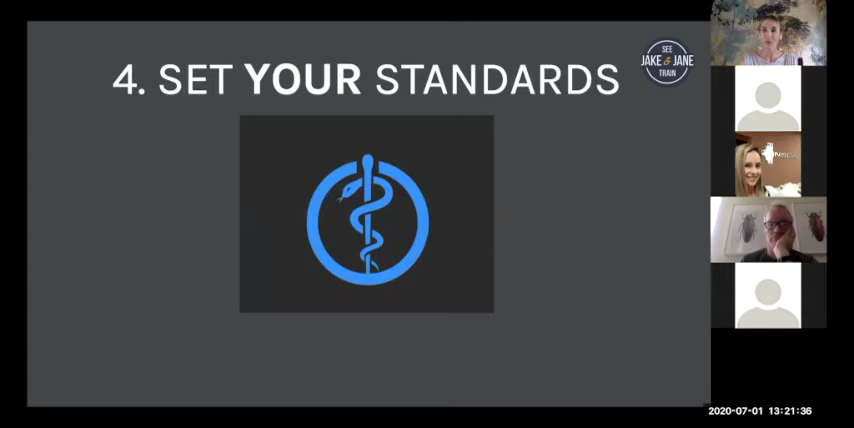 4. SET YOUR STANDARDS
SEE
JAKE & JANE
TRAIN
2020-07-01 13:21:36